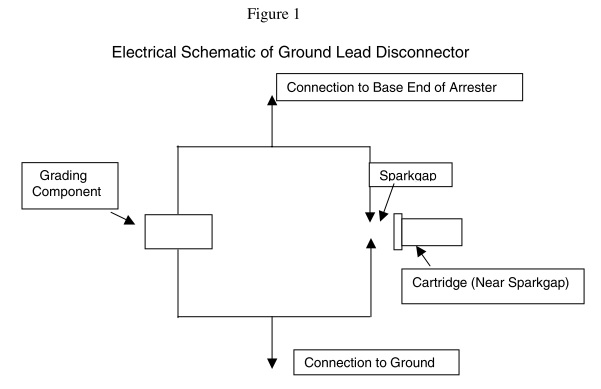 Figure 1
Electrical Schematic of Ground Lead Disconnector
Connection to Base End of Arrester
Grading
Component
Sparkgap
Cartridge (Near Sparkgap)
Connection to Ground